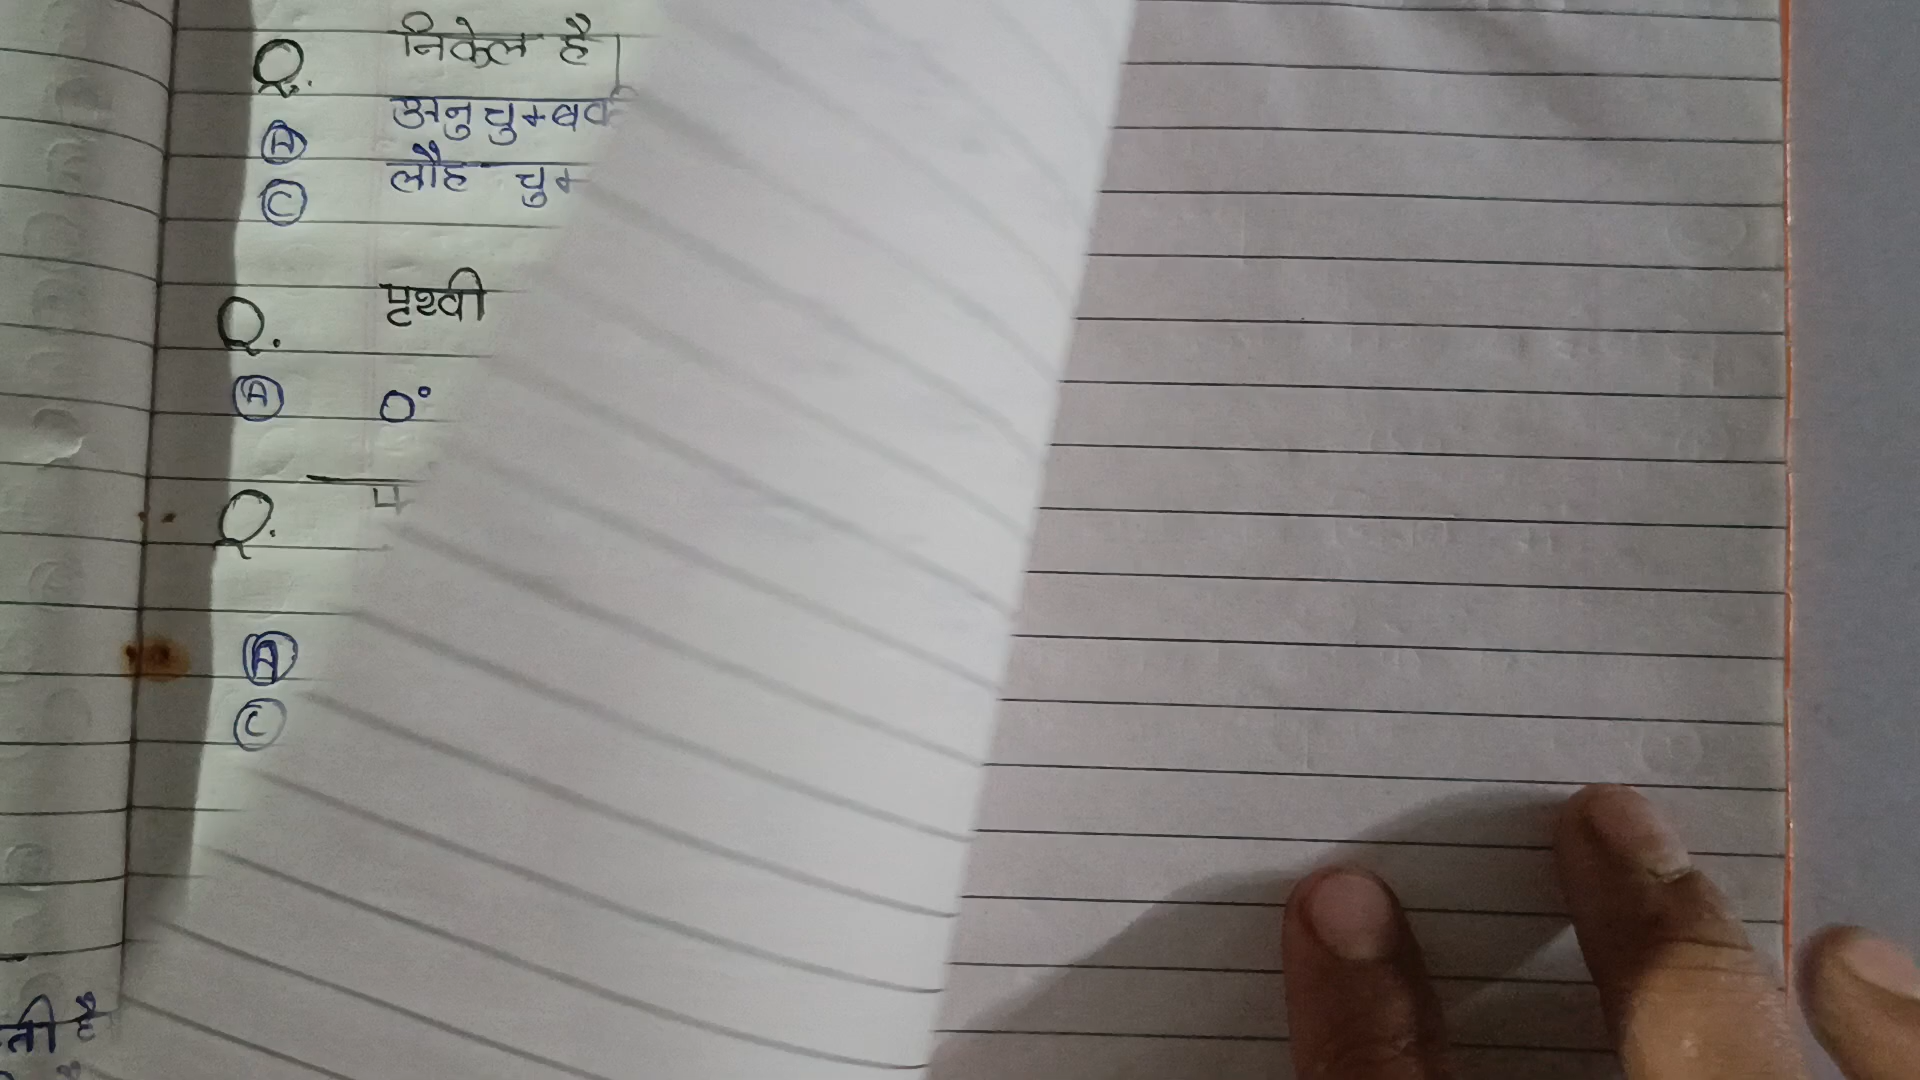 Q. निकेल है।
Ⓐ अनुचुम्बक
Ⓒ लौह चुम्
Q. पृथ्वी
Ⓐ 0°
Q.
Ⓐ
Ⓒ
ती है